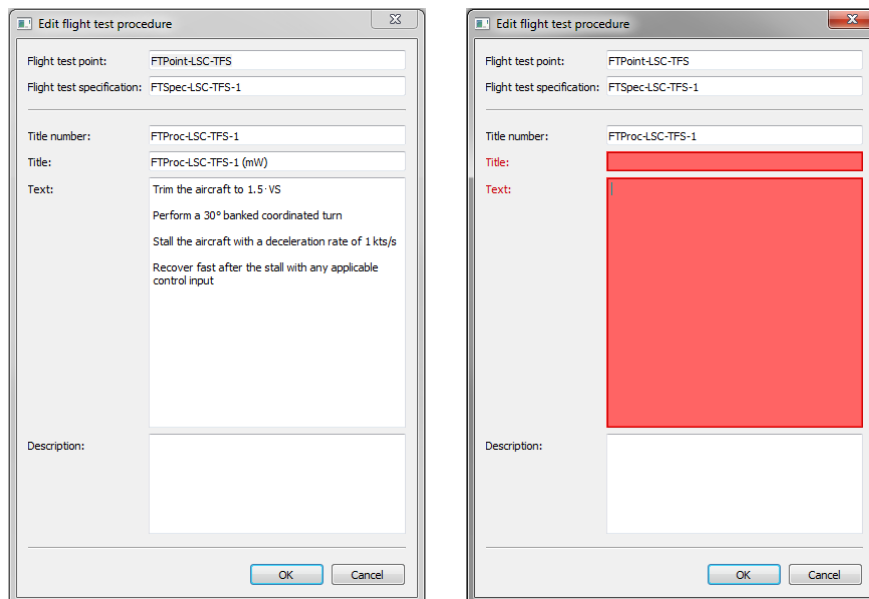 Edit flight test procedure
Flight test point: FTPoint-LSC-TFS
Flight test specification: FTSpec-LSC-TFS-1
Title number: FTProc-LSC-TFS-1
Title: FTProc-LSC-TFS-1 (mW)
Text: Trim the aircraft to 1.5·VS
Perform a 30° banked coordinated turn
Stall the aircraft with a deceleration rate of 1 kts/s
Recover fast after the stall with any applicable
control input
Description:
OK Cancel
Edit flight test procedure
Flight test point: FTPoint-LSC-TFS
Flight test specification: FTSpec-LSC-TFS-1
Title number: FTProc-LSC-TFS-1
Title:
Text:
Description:
OK Cancel